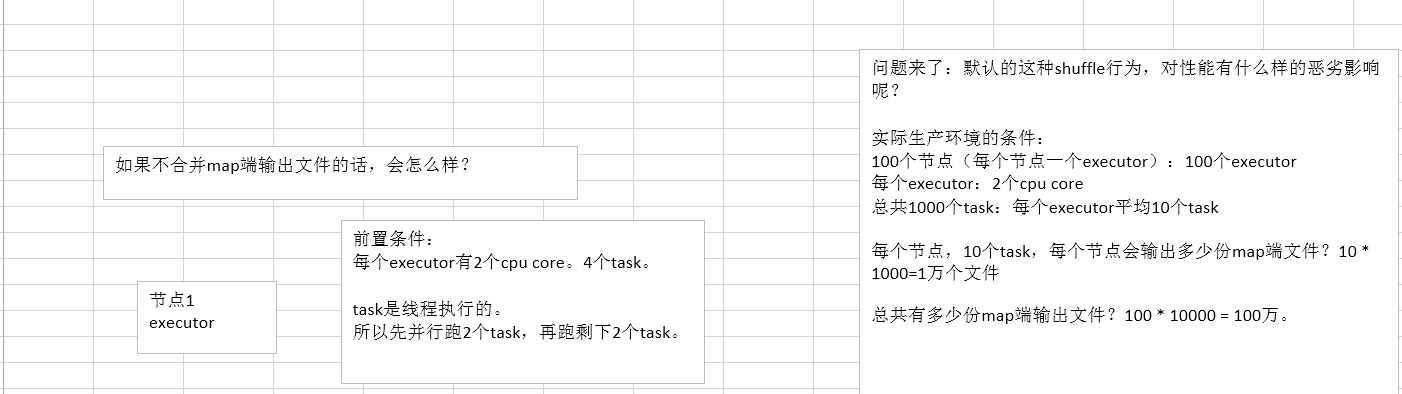 如果不合并map端输出文件的话，会怎么样？
节点1
executor
前置条件：
每个executor有2个cpu core。4个task。
task是线程执行的。
所以先并行跑2个task，再跑剩下2个task。
问题来了：默认的这种shuffle行为，对性能有什么样的恶劣影响
呢？
实际生产环境的条件：
100个节点（每个节点一个executor）：100个executor
每个executor：2个cpu core
总共1000个task：每个executor平均10个task
每个节点，10个task，每个节点会输出多少份map端文件？10 *
1000=1万个文件
总共有多少份map端输出文件？100 * 10000 = 100万。